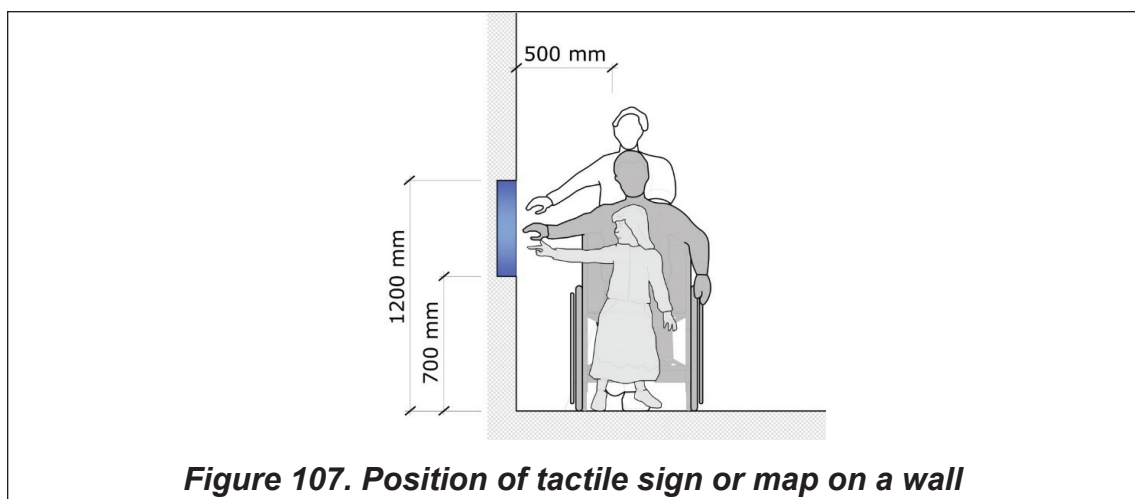 500 mm
1200 mm
700 mm
Figure 107. Position of tactile sign or map on a wall